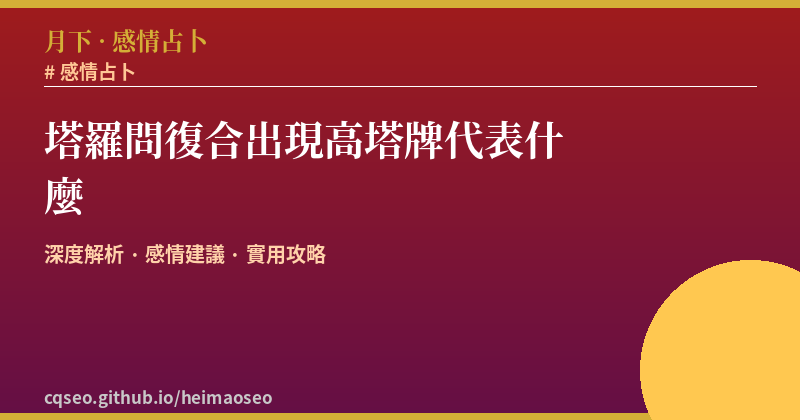 月下 · 感情占卜
# 感情占卜
塔羅問復合出現高塔牌代表什
麼
深度解析 · 感情建議 · 實用攻略
cqseo.github.io/heimaoseo